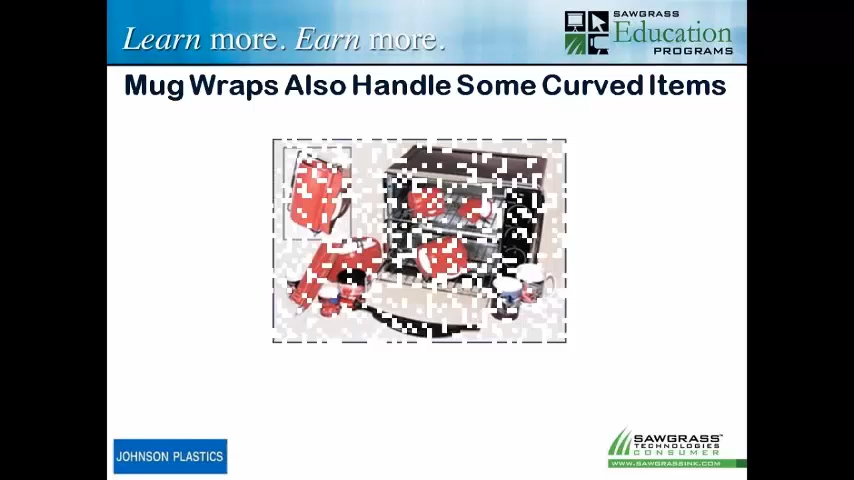 Learn more. Earn more.
SAWGRASS
Education
PROGRAMS
Mug Wraps Also Handle Some Curved Items
JOHNSON PLASTICS
SAWGRASS
TECHNOLOGIES
CONSUMER
WWW.SAWGRASSINK.COM